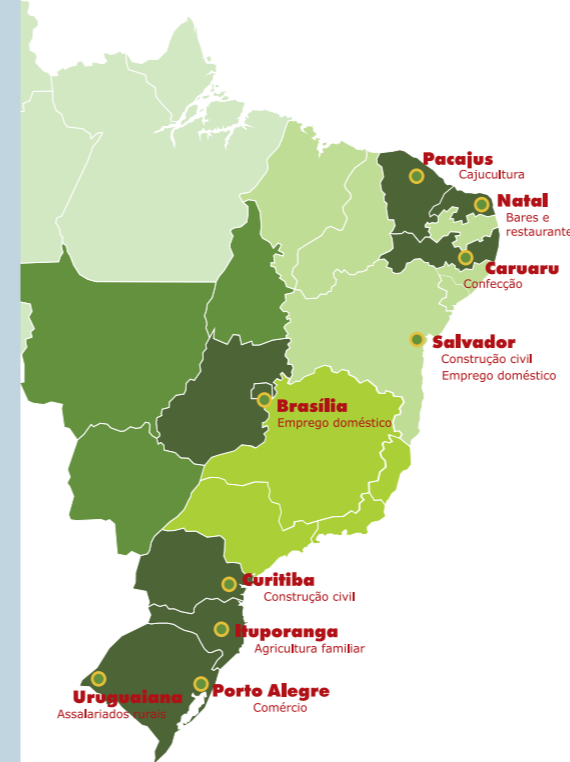 Pacajus
Cajucultura
Natal
Bares e
restaurante
Caruaru
Confecção
Salvador
Construção civil
Emprego doméstico
Brasília
Emprego doméstico
Curitiba
Construção civil
Ituporanga
Agricultura familiar
Uruguaiana
Assalariados rurais
Porto Alegre
Comércio